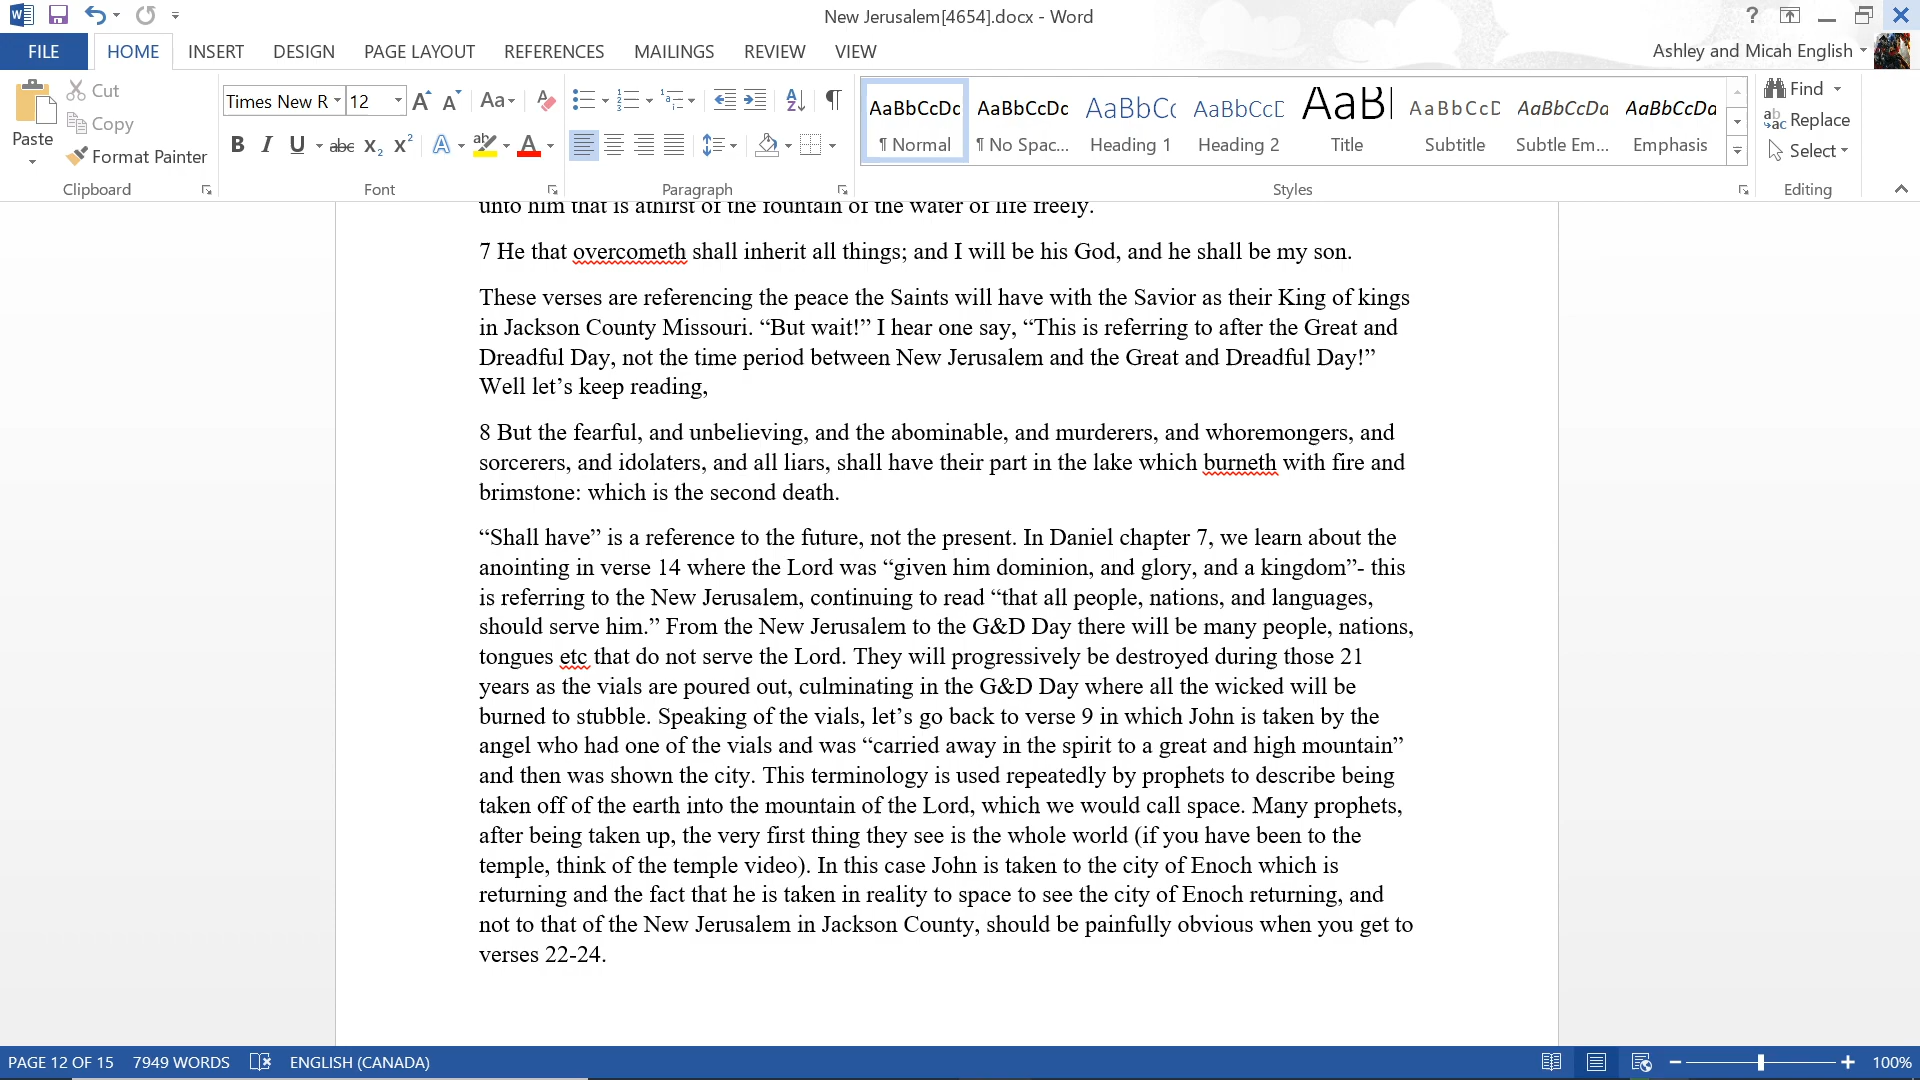 New Jerusalem[4654].docx - Word
?
FILE HOME INSERT DESIGN PAGE LAYOUT REFERENCES MAILINGS REVIEW VIEW
Ashley and Micah English
Paste
Cut
Copy
Format Painter
Clipboard
Times New R 12 A A Aa A
B I U abc X2 X2 A ab A
Font
Paragraph
AaBbCcDc AaBbCcDc AaBbCc AaBbCcD AaBl AaBbCcD AaBbCcDa AaBbCcDa
¶ Normal ¶ No Spac... Heading 1 Heading 2 Title Subtitle Subtle Em... Emphasis
Styles
Find
Replace
Select
Editing
unto him that is athirst of the fountain of the water of life freely.
7 He that overcometh shall inherit all things; and I will be his God, and he shall be my son.
These verses are referencing the peace the Saints will have with the Savior as their King of kings
in Jackson County Missouri. “But wait!” I hear one say, “This is referring to after the Great and
Dreadful Day, not the time period between New Jerusalem and the Great and Dreadful Day!”
Well let’s keep reading,
8 But the fearful, and unbelieving, and the abominable, and murderers, and whoremongers, and
sorcerers, and idolaters, and all liars, shall have their part in the lake which burneth with fire and
brimstone: which is the second death.
“Shall have” is a reference to the future, not the present. In Daniel chapter 7, we learn about the
anointing in verse 14 where the Lord was “given him dominion, and glory, and a kingdom”- this
is referring to the New Jerusalem, continuing to read “that all people, nations, and languages,
should serve him.” From the New Jerusalem to the G&D Day there will be many people, nations,
tongues etc that do not serve the Lord. They will progressively be destroyed during those 21
years as the vials are poured out, culminating in the G&D Day where all the wicked will be
burned to stubble. Speaking of the vials, let’s go back to verse 9 in which John is taken by the
angel who had one of the vials and was “carried away in the spirit to a great and high mountain”
and then was shown the city. This terminology is used repeatedly by prophets to describe being
taken off of the earth into the mountain of the Lord, which we would call space. Many prophets,
after being taken up, the very first thing they see is the whole world (if you have been to the
temple, think of the temple video). In this case John is taken to the city of Enoch which is
returning and the fact that he is taken in reality to space to see the city of Enoch returning, and
not to that of the New Jerusalem in Jackson County, should be painfully obvious when you get to
verses 22-24.
PAGE 12 OF 15 7949 WORDS ENGLISH (CANADA) 100%